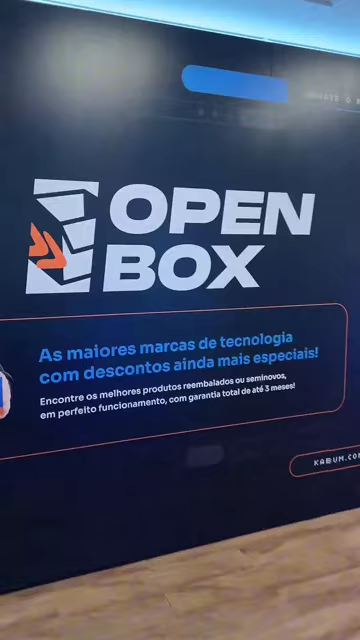 OPEN
BOX
As maiores marcas de tecnologia
com descontos ainda mais especiais!
Encontre os melhores produtos reembalados ou seminovos,
em perfeito funcionamento, com garantia total de até 3 meses!
KABUM.CO